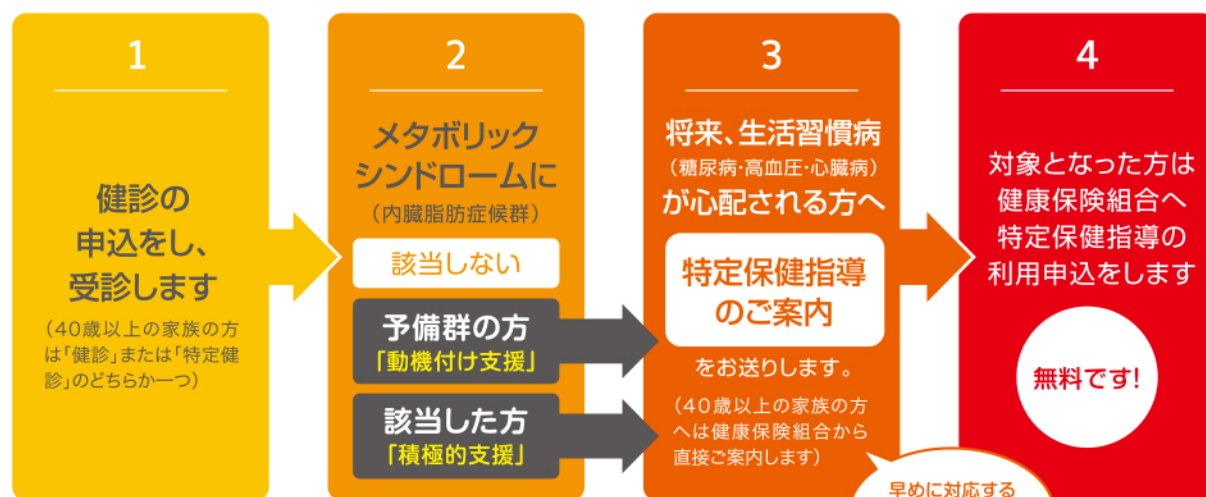 1
健診の
申込をし、
受診します
（40歳以上の家族の方
は「健診」または「特定健
診」のどちらか一つ）
2
メタボリック
シンドロームに
（内臓脂肪症候群）
該当しない
予備群の方
「動機付け支援」
該当した方
「積極的支援」
3
将来、生活習慣病
（糖尿病・高血圧・心臓病）
が心配される方へ
特定保健指導
のご案内
をお送りします。
（40歳以上の家族の方
へは健康保険組合から
直接ご案内します）
早めに対応する
4
対象となった方は
健康保険組合へ
特定保健指導の
利用申込をします
無料です!